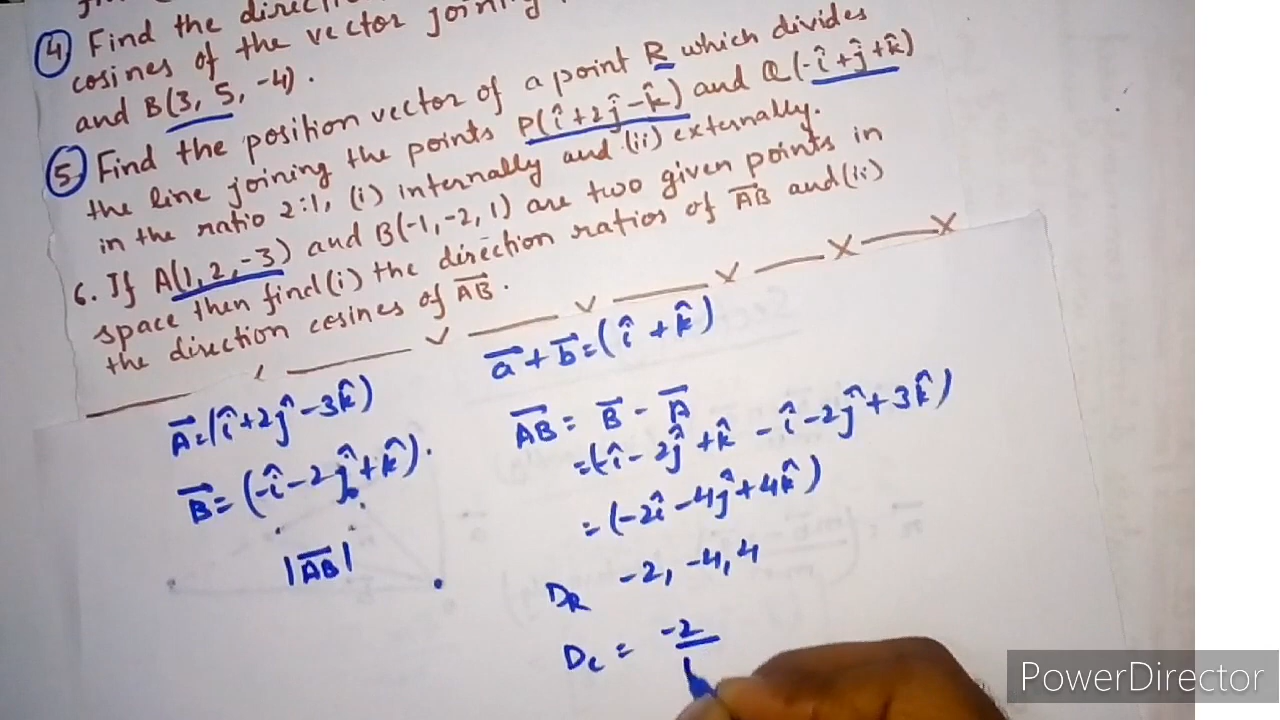 ④ Find the direction
cosines of the vector joining
and B(3, 5, -4).
⑤ Find the position vector of a point R which divides
the line joining the points P(î+2ĵ-k̂) and Q(-î+ĵ+k̂)
in the ratio 2:1, (i) internally and (ii) externally.
6. If A(1, 2, -3) and B(-1, -2, 1) are two given points in
space then find (i) the direction ratios of AB⃗ and (ii)
the direction cosines of AB⃗.
a⃗ + b⃗ = (î + k̂)
A⃗ = (î+2ĵ-3k̂)
B⃗ = (-î-2ĵ+k̂).
|AB⃗|
AB⃗ = B⃗ - A⃗
= (-î-2ĵ+k̂ -î-2ĵ+3k̂)
= (-2î-4ĵ+4k̂)
DR -2, -4, 4
Dc = -2/
PowerDirector